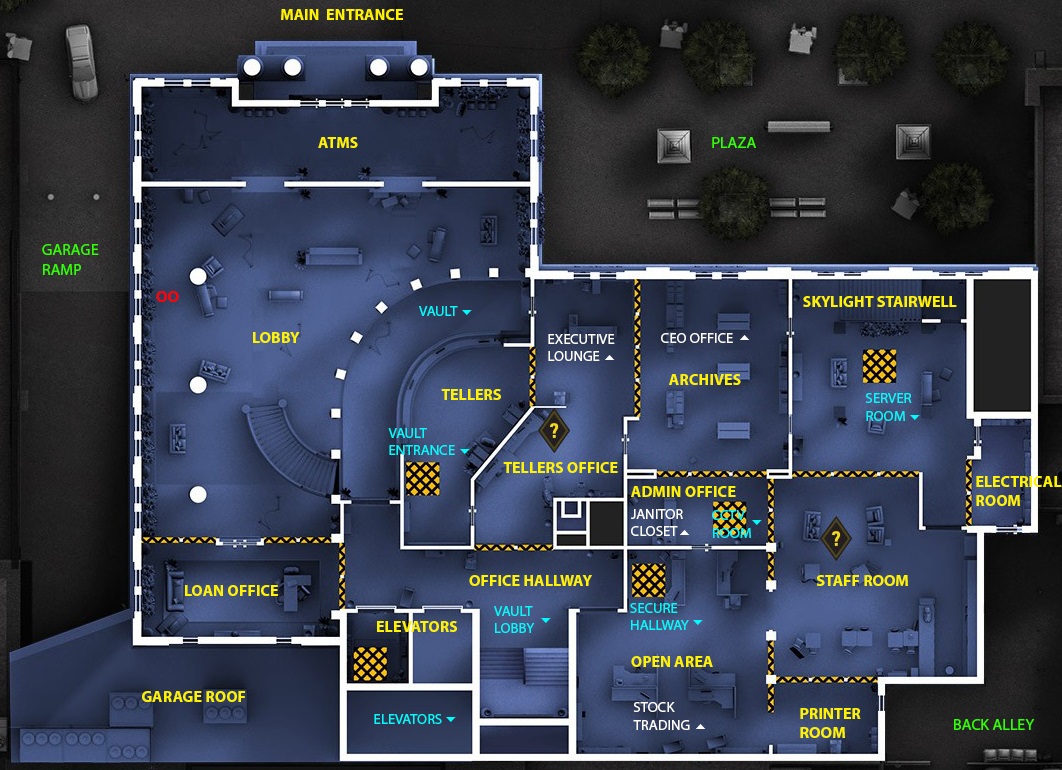 MAIN ENTRANCE
ATMS
PLAZA
GARAGE
RAMP
OO
LOBBY
VAULT
SKYLIGHT STAIRWELL
EXECUTIVE
LOUNGE
CEO OFFICE
ARCHIVES
TELLERS
SERVER
ROOM
VAULT
ENTRANCE
?
TELLERS OFFICE
ELECTRICAL
ROOM
ADMIN OFFICE
JANITOR
CLOSET
CCTV
ROOM
?
LOAN OFFICE
OFFICE HALLWAY
STAFF ROOM
VAULT
LOBBY
SECURE
HALLWAY
ELEVATORS
OPEN AREA
GARAGE ROOF
ELEVATORS
STOCK
TRADING
PRINTER
ROOM
BACK ALLEY